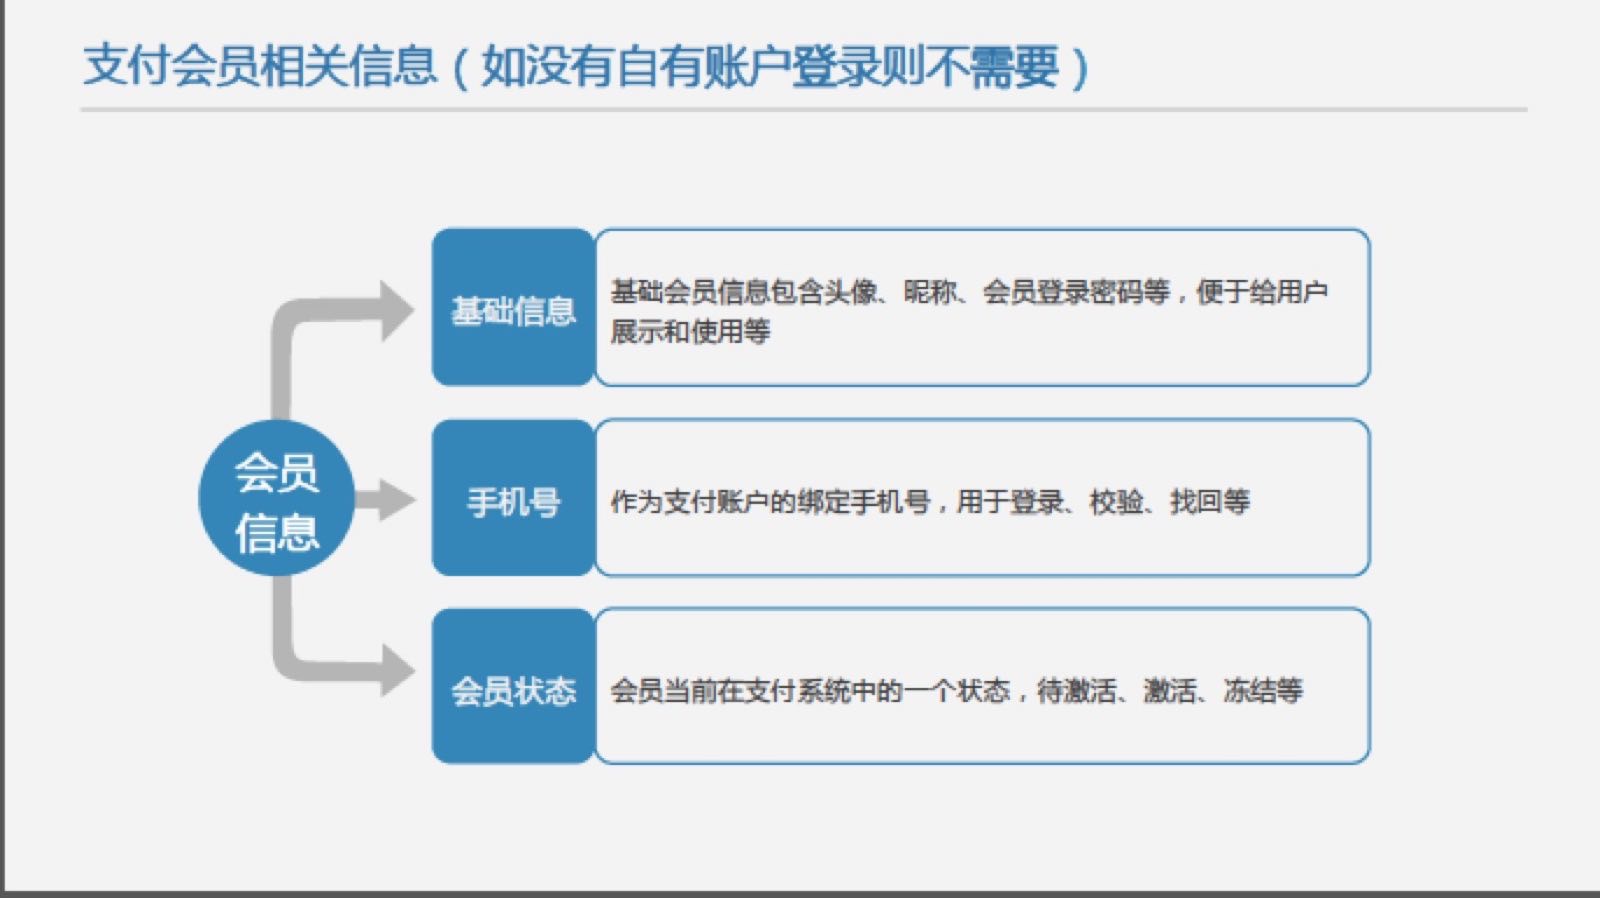 支付会员相关信息（如没有自有账户登录则不需要）
基础信息
基础会员信息包含头像、昵称、会员登录密码等，便于给用户
展示和使用等
会员
信息
手机号
作为支付账户的绑定手机号，用于登录、校验、找回等
会员状态
会员当前在支付系统中的一个状态，待激活、激活、冻结等